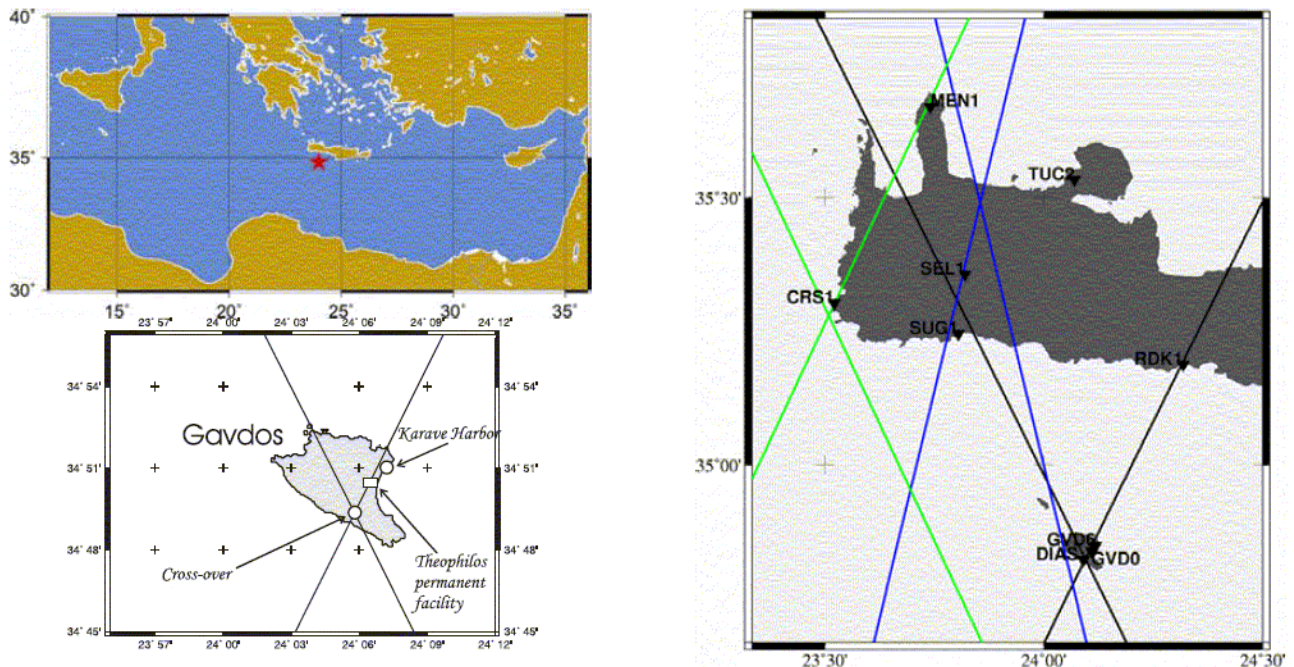 40°
35°
30°
15° 20° 25° 30° 35°
23° 57' 24° 00' 24° 03' 24° 06' 24° 09' 24° 12'
34° 54' 34° 54'
Gavdos
Karave Harbor
34° 51' 34° 51'
34° 48' 34° 48'
Cross-over
Theophilos
permanent
facility
34° 45' 34° 45'
23° 57' 24° 00' 24° 03' 24° 06' 24° 09' 24° 12'
MEN1
TUC2
35°30'
SEL1
CRS1
SUG1
RDK1
35°00'
DIAS GVD0
23°30' 24°00' 24°30'